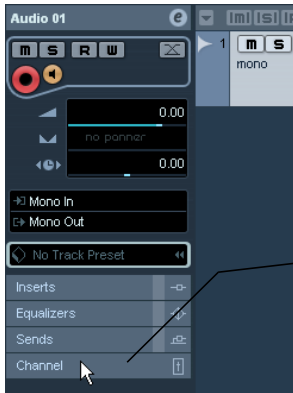 Audio 01 e m S
m S R W 1 m S
mono
0.00
no panner
0.00
Mono In
Mono Out
No Track Preset
Inserts
Equalizers
Sends
Channel